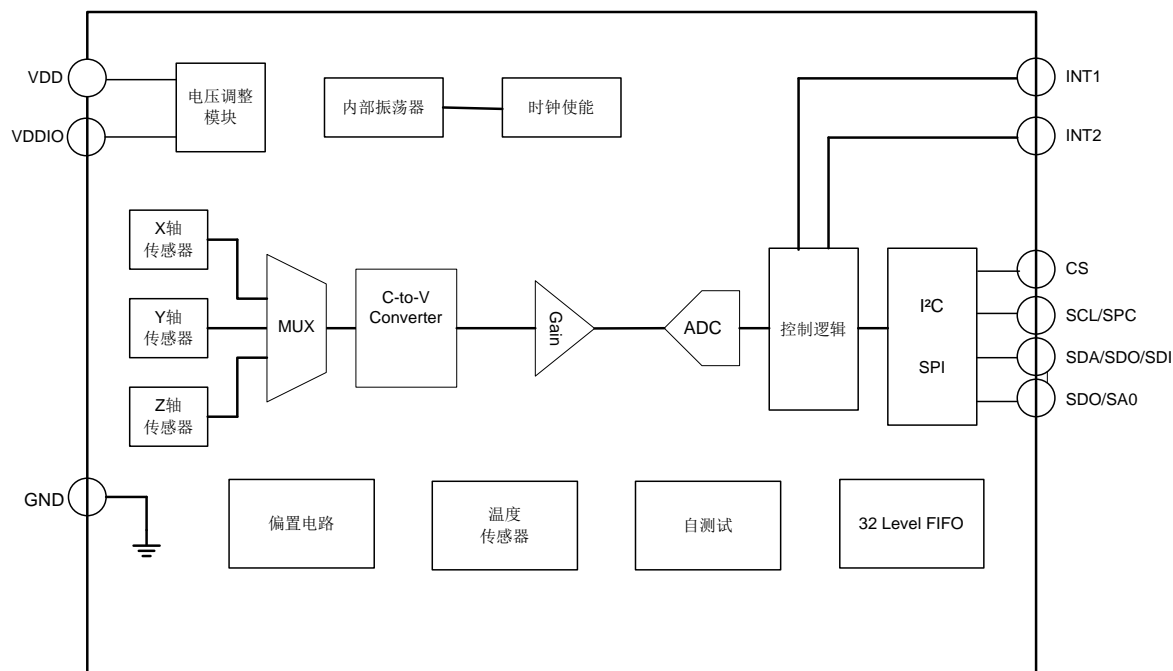 VDD
VDDIO
电压调整
模块
内部振荡器
时钟使能
INT1
INT2
X轴
传感器
Y轴
传感器
Z轴
传感器
MUX
C-to-V
Converter
Gain
ADC
控制逻辑
I²C
SPI
CS
SCL/SPC
SDA/SDO/SDI
SDO/SA0
GND
偏置电路
温度
传感器
自测试
32 Level FIFO